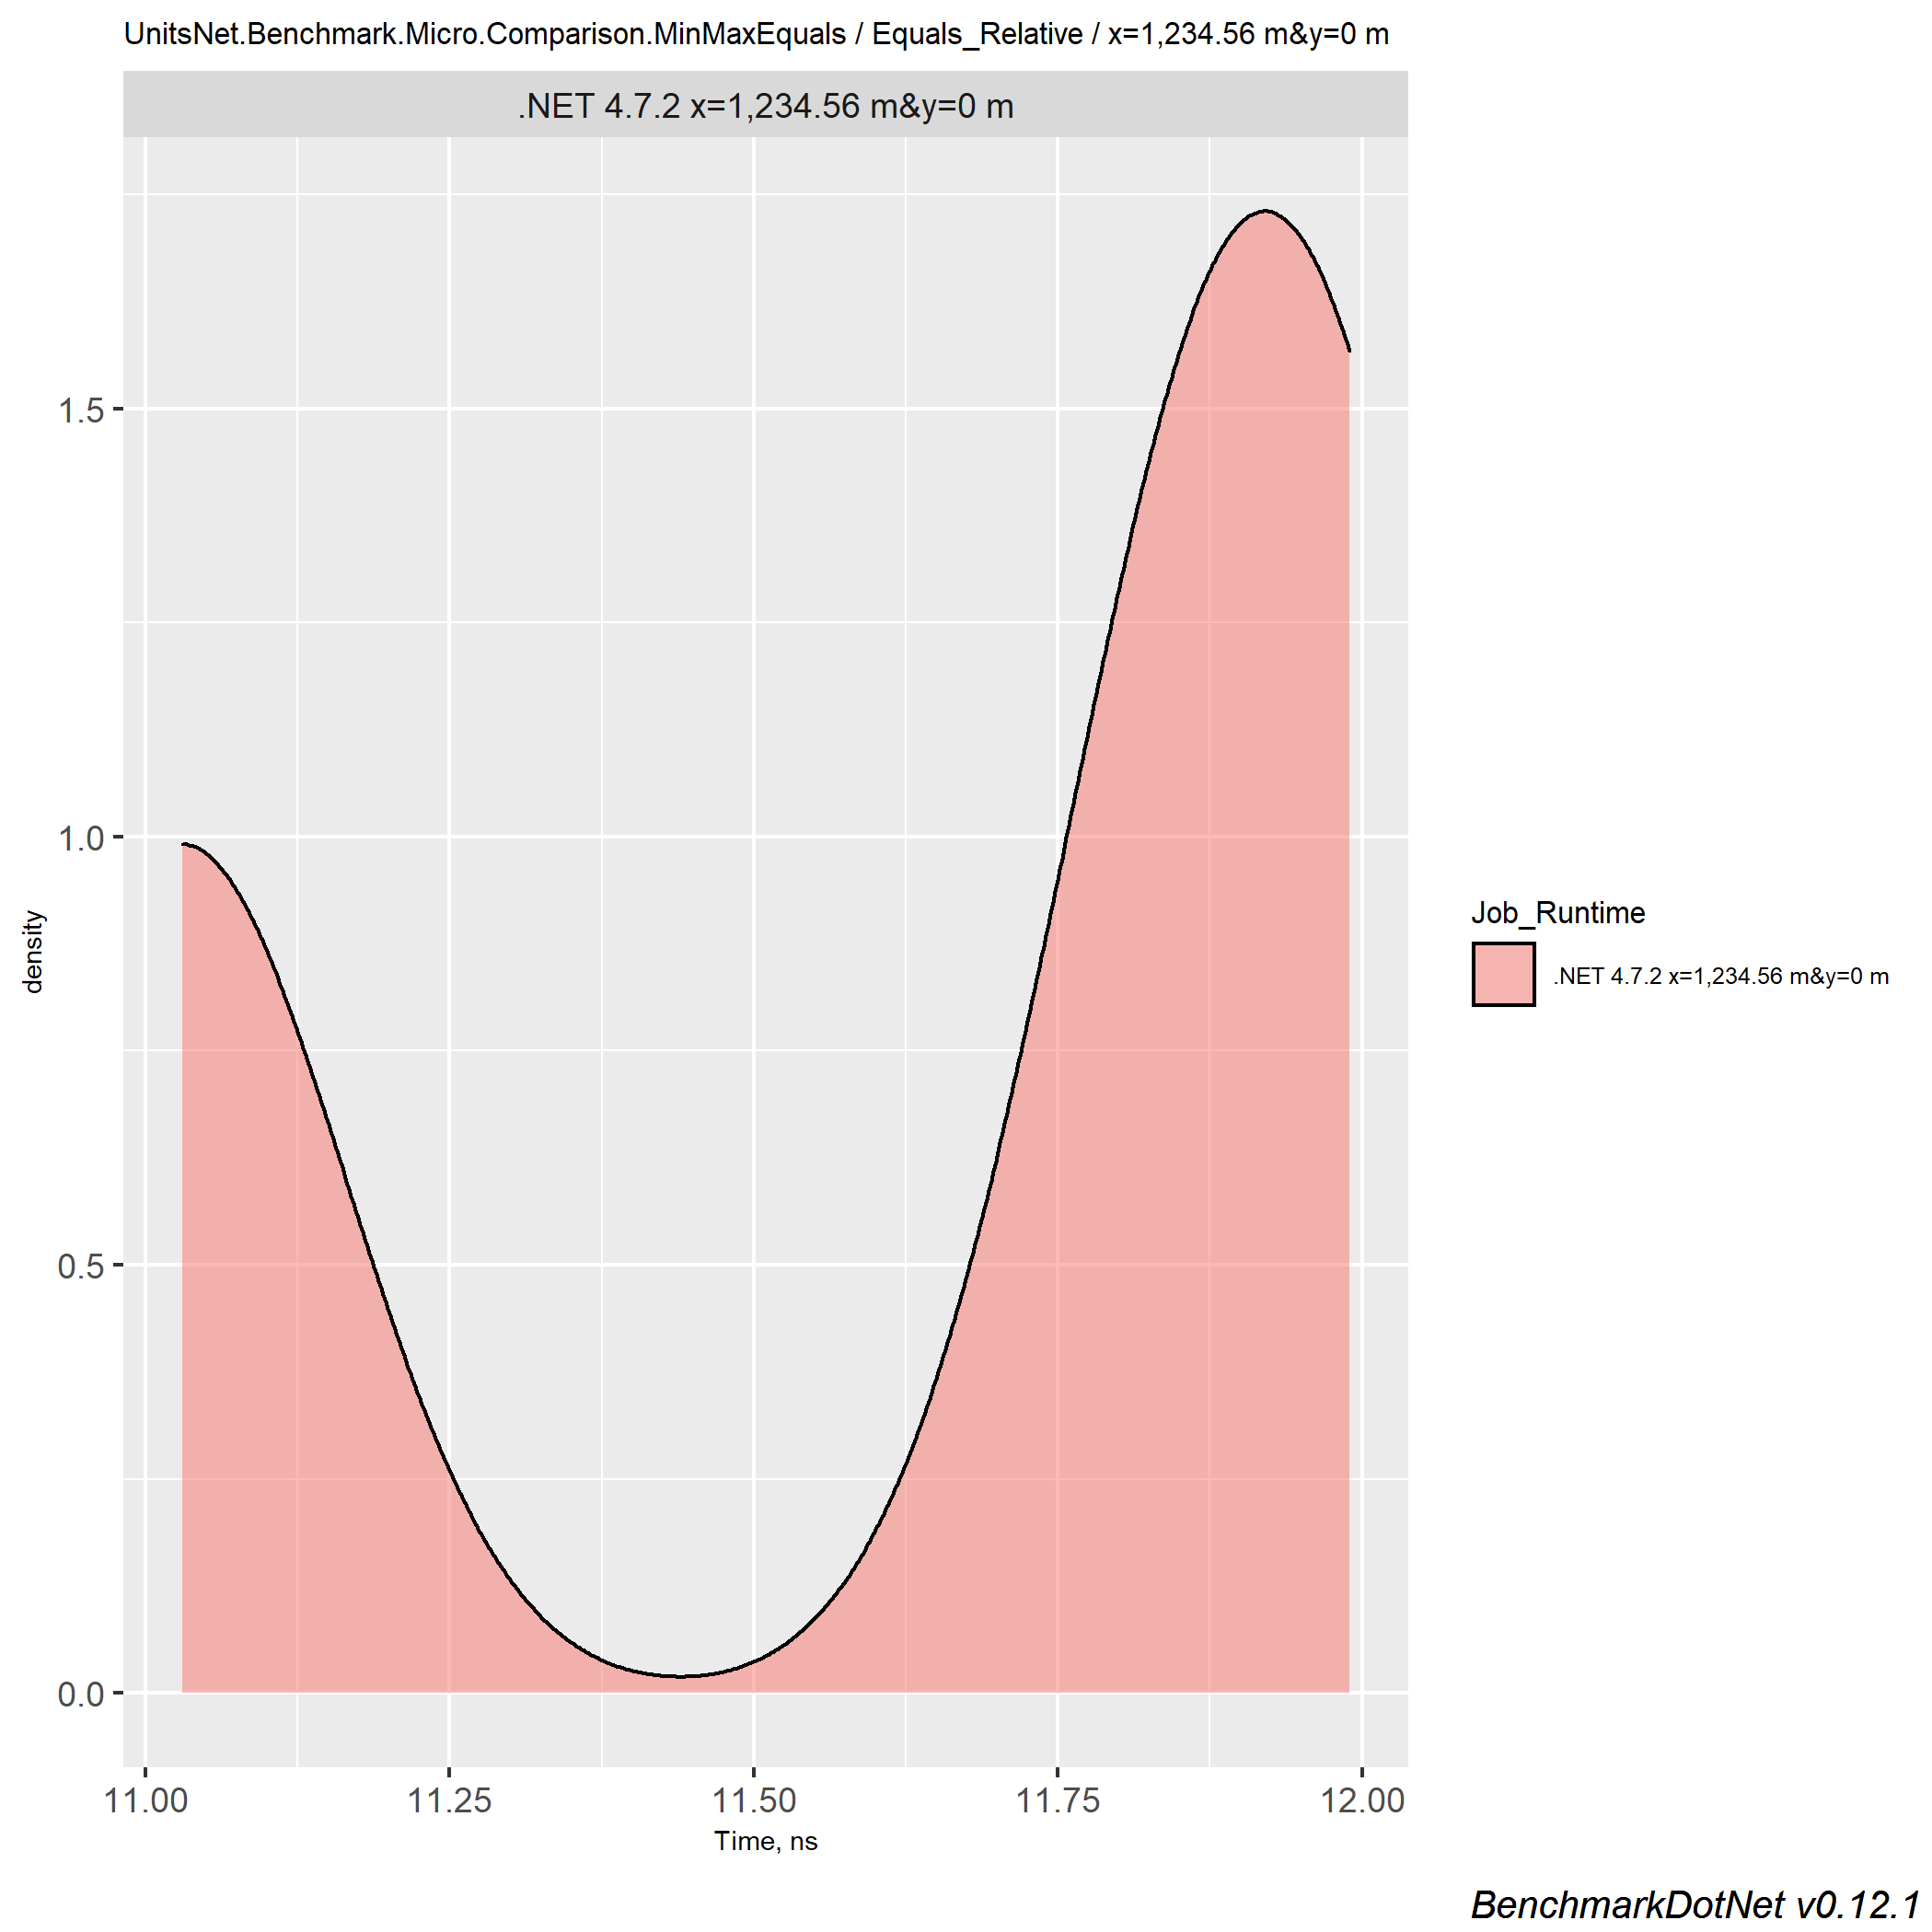 UnitsNet.Benchmark.Micro.Comparison.MinMaxEquals / Equals_Relative / x=1,234.56 m&y=0 m
.NET 4.7.2 x=1,234.56 m&y=0 m
1.5
1.0
0.5
0.0
density
11.00 11.25 11.50 11.75 12.00
Time, ns
Job_Runtime
.NET 4.7.2 x=1,234.56 m&y=0 m
BenchmarkDotNet v0.12.1